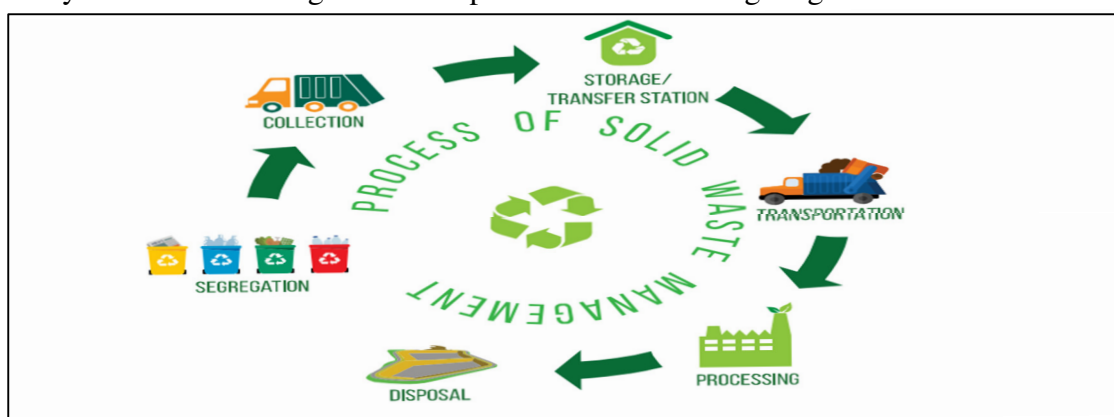 STORAGE/
TRANSFER STATION
COLLECTION
PROCESS OF SOLID WASTE MANAGEMENT
TRANSPORTATION
SEGREGATION
PROCESSING
DISPOSAL